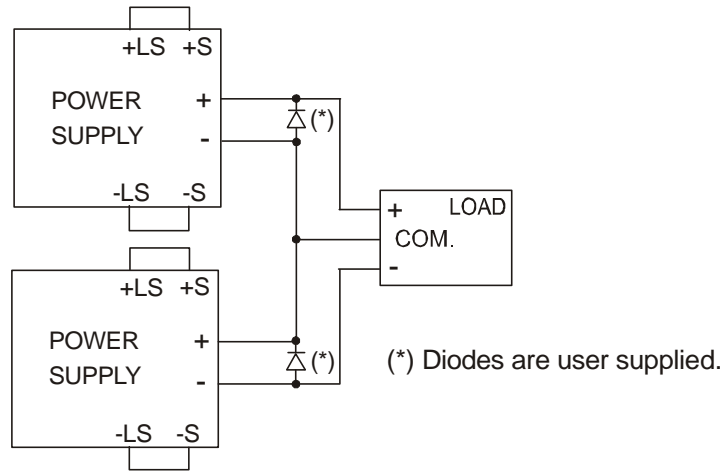 +LS +S
POWER
SUPPLY
+
-
(*)
-LS -S
+ LOAD
COM.
-
+LS +S
POWER
SUPPLY
+
-
(*)
-LS -S
(*) Diodes are user supplied.